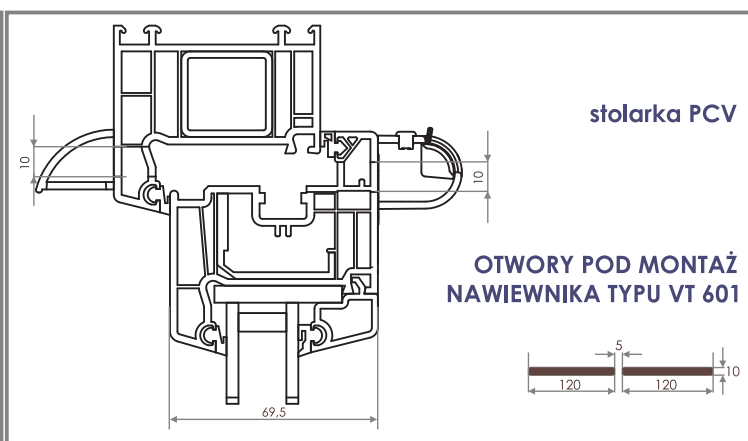 stolarka PCV
10
10
OTWORY POD MONTAŻ
NAWIEWNIKA TYPU VT 601
5
10
120
120
69,5